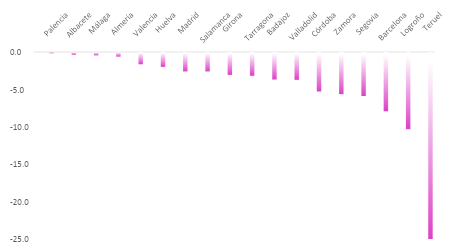 Palencia
Albacete
Málaga
Almería
Valencia
Huelva
Madrid
Salamanca
Girona
Tarragona
Badajoz
Valladolid
Córdoba
Zamora
Segovia
Barcelona
Logroño
Teruel
0.0
-5.0
-10.0
-15.0
-20.0
-25.0